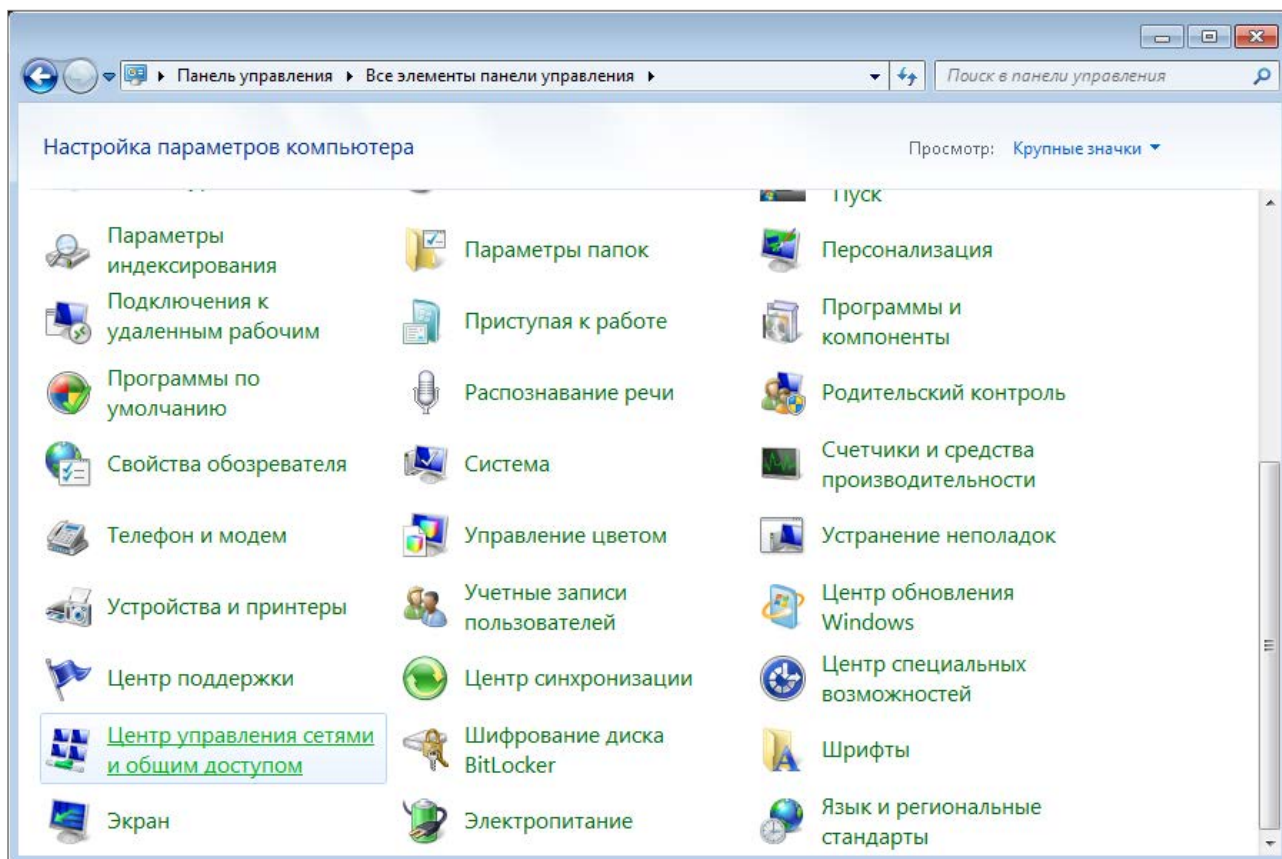 Панель управления
Все элементы панели управления
Поиск в панели управления
Настройка параметров компьютера
Просмотр: Крупные значки
Пуск
Параметры
индексирования
Параметры папок
Персонализация
Подключения к
удаленным рабочим
Приступая к работе
Программы и
компоненты
Программы по
умолчанию
Распознавание речи
Родительский контроль
Свойства обозревателя
Система
Счетчики и средства
производительности
Телефон и модем
Управление цветом
Устранение неполадок
Устройства и принтеры
Учетные записи
пользователей
Центр обновления
Windows
Центр поддержки
Центр синхронизации
Центр специальных
возможностей
Центр управления сетями
и общим доступом
Шифрование диска
BitLocker
Шрифты
Экран
Электропитание
Язык и региональные
стандарты